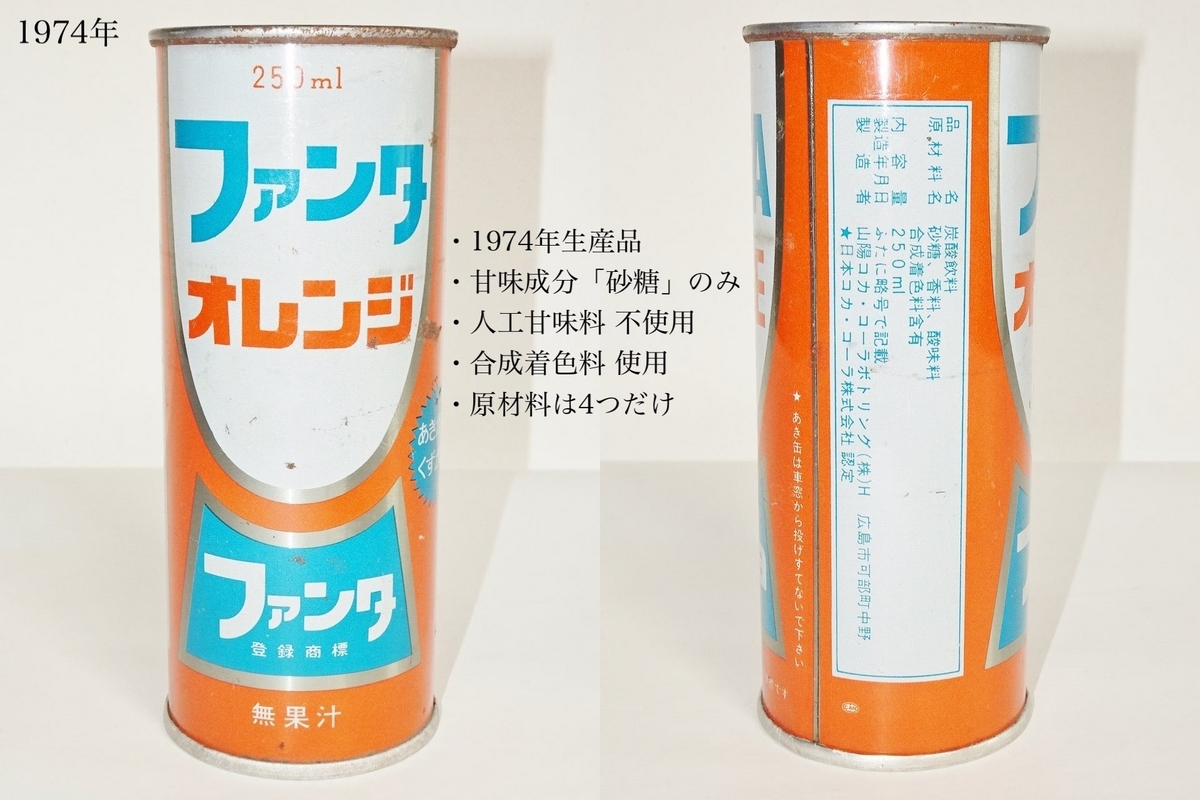 1974年
250ml
ファンタ
オレンジ
ファンタ
登録商標
無果汁
・1974年生産品
・甘味成分「砂糖」のみ
・人工甘味料 不使用
・合成着色料 使用
・原材料は4つだけ
品名 炭酸飲料
原材料名 砂糖、香料、酸味料
合成着色料含有
内容量 250ml
製造年月日 ふたに略号で記載
製造者 山陽コカ・コーラボトリング(株)H 広島市可部町中野
★日本コカ・コーラ株式会社 認定
★あき缶は車窓から投げすてないで下さい